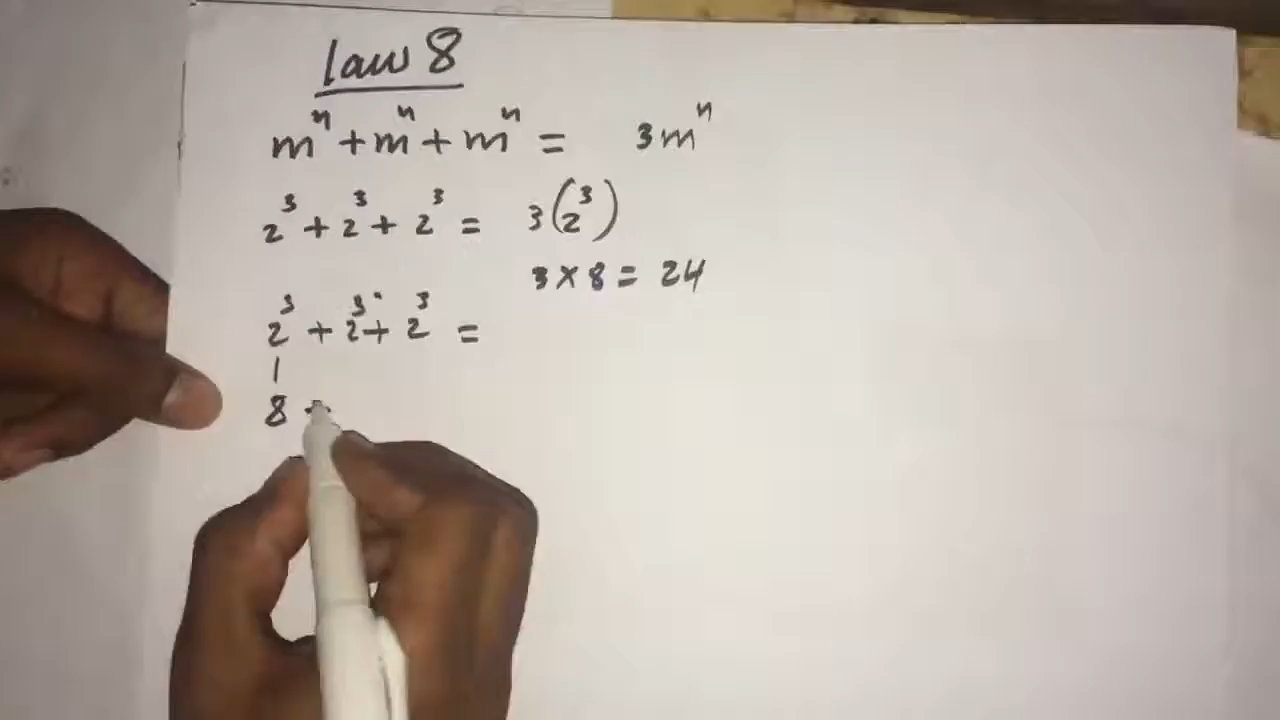 law 8
mⁿ + mⁿ + mⁿ = 3mⁿ
2³ + 2³ + 2³ = 3(2³)
3 × 8 = 24
2³ + 2³ + 2³ =
8 +